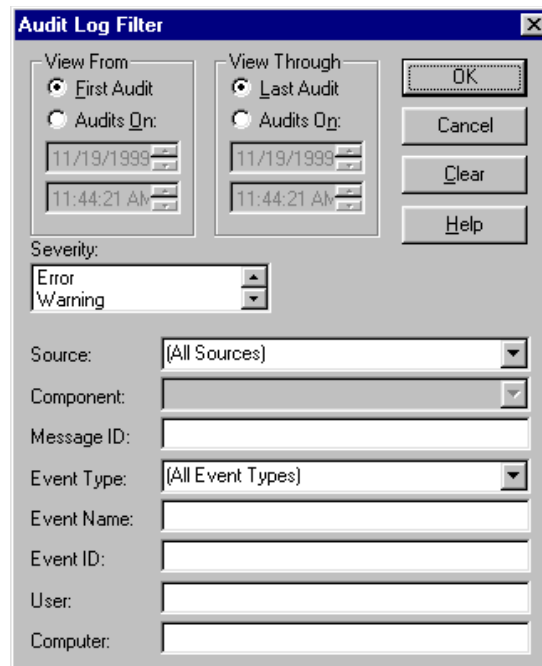 Audit Log Filter
View From
First Audit
Audits On:
11/19/1999
11:44:21 AM
View Through
Last Audit
Audits On:
11/19/1999
11:44:21 AM
OK
Cancel
Clear
Help
Severity:
Error
Warning
Source: (All Sources)
Component:
Message ID:
Event Type: (All Event Types)
Event Name:
Event ID:
User:
Computer: